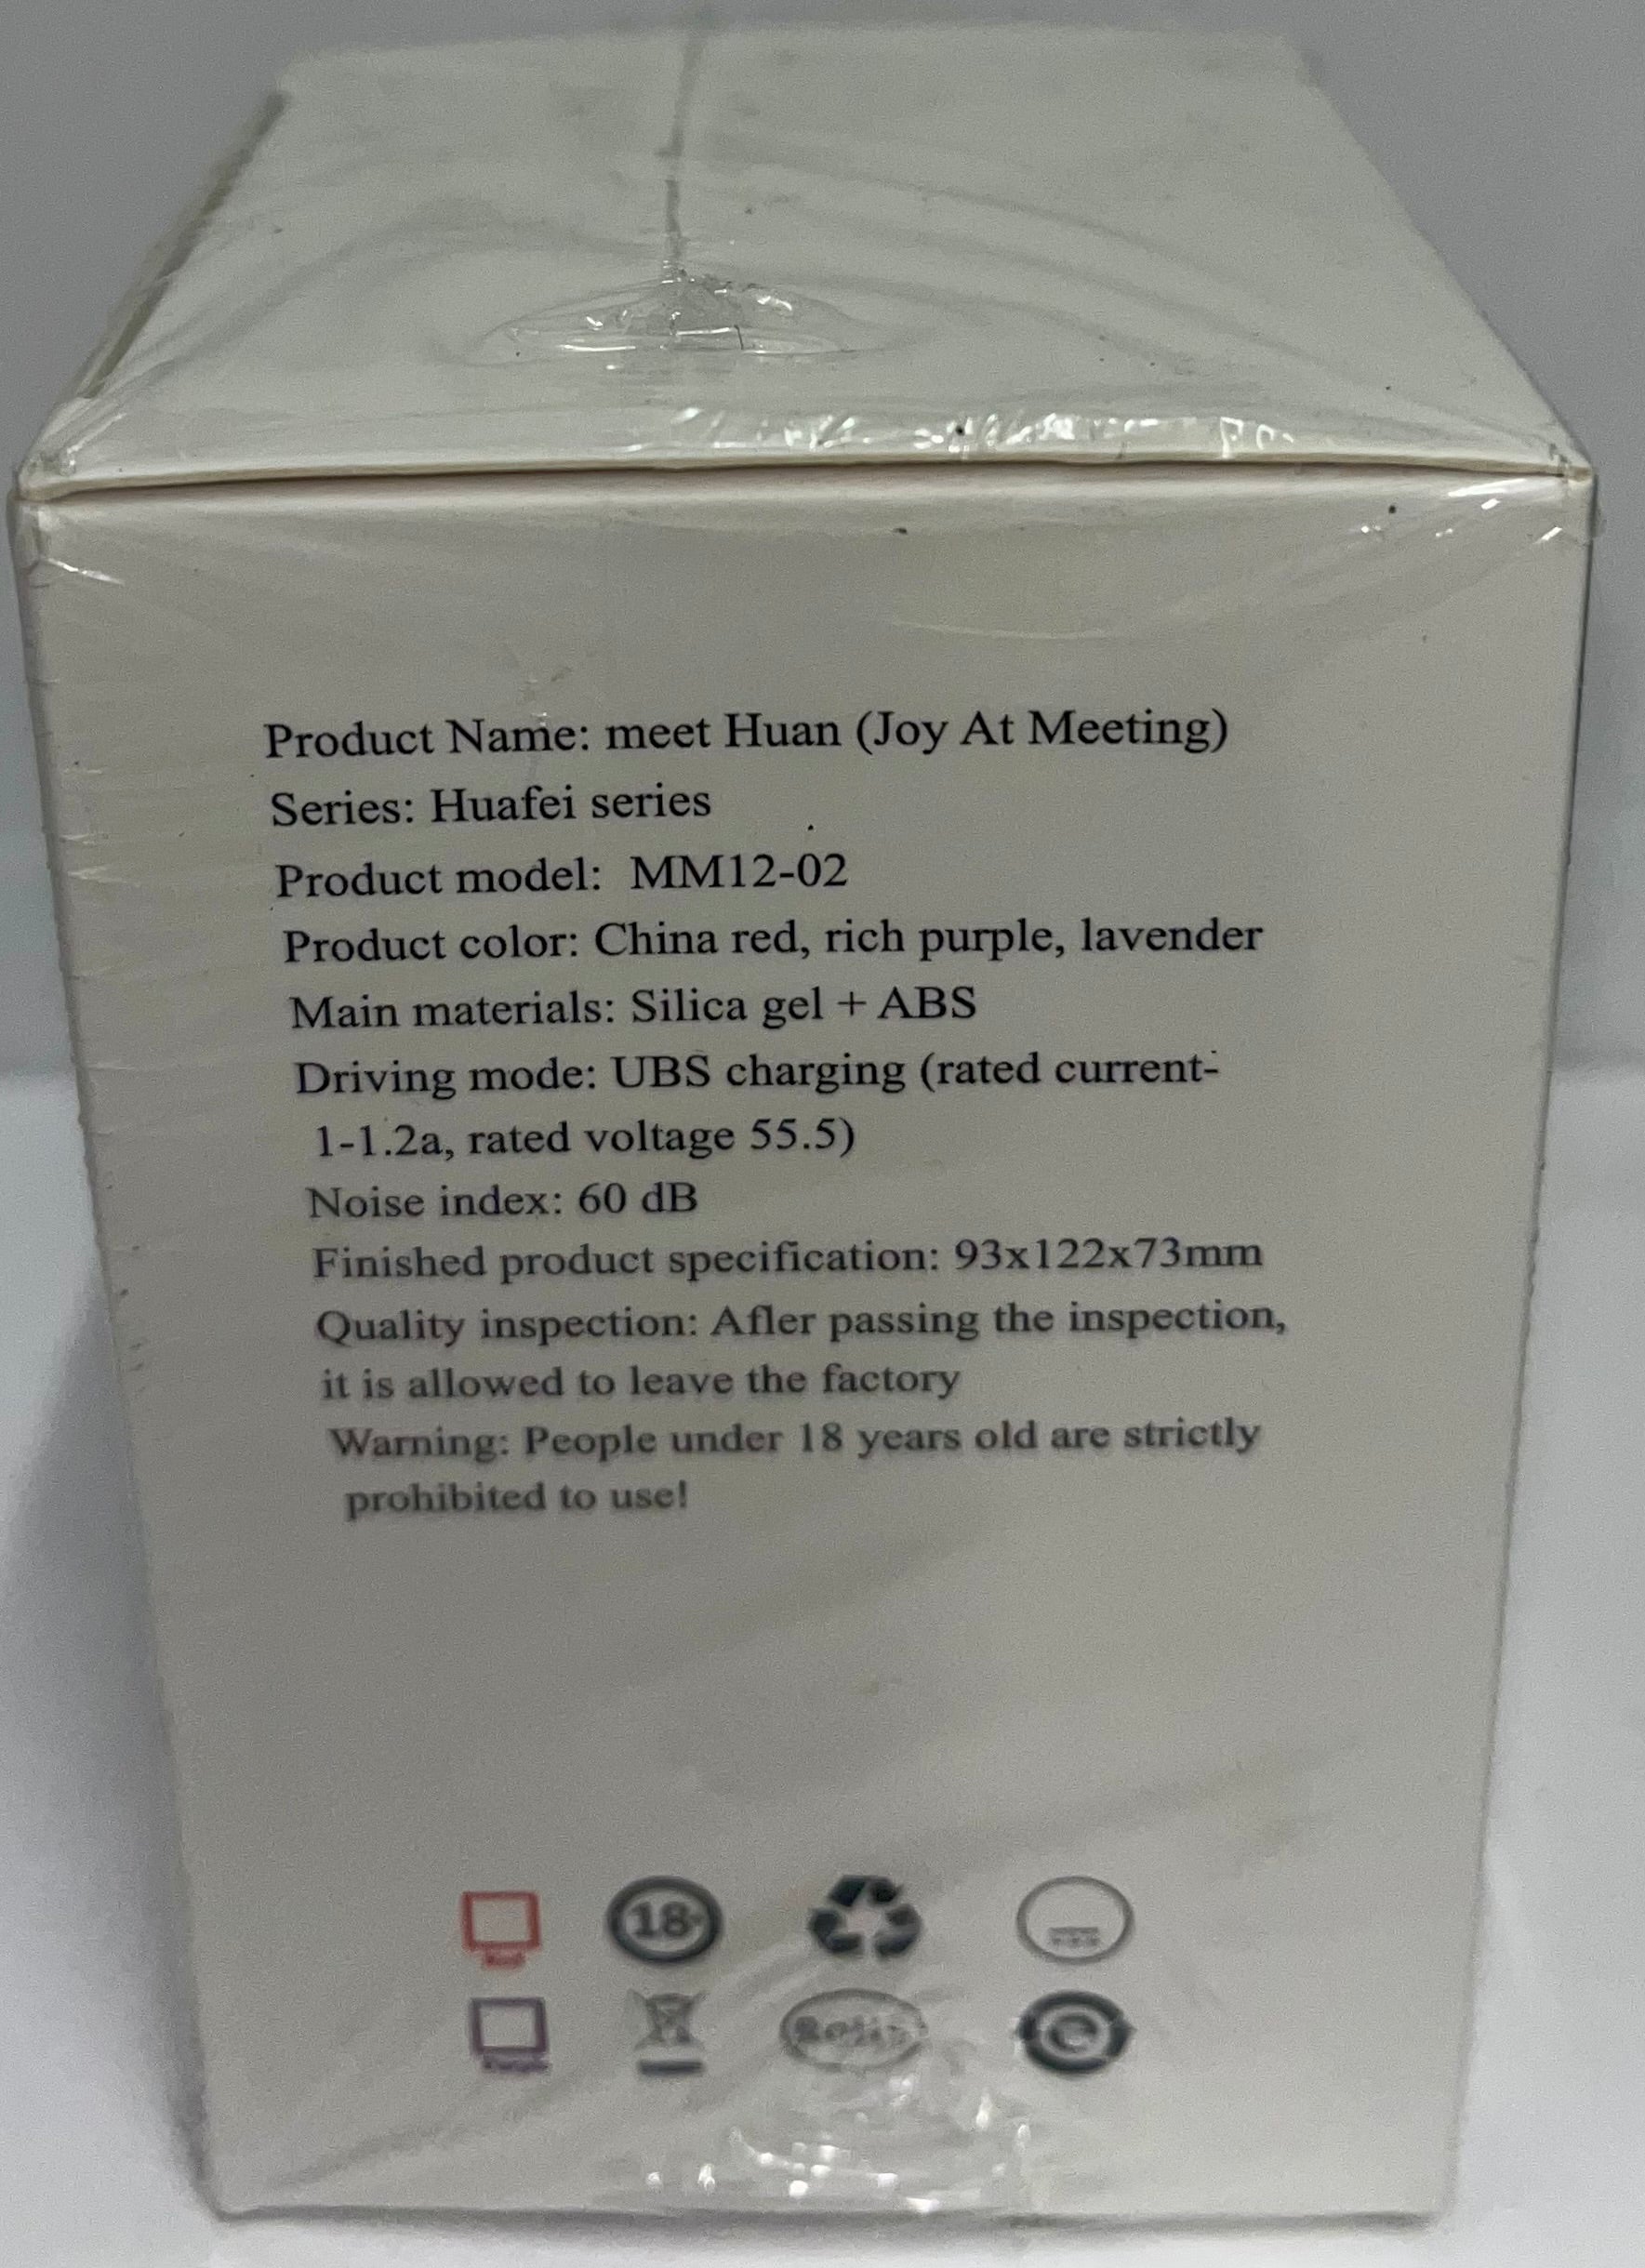 Product Name: meet Huan (Joy At Meeting)
Series: Huafei series
Product model: MM12-02
Product color: China red, rich purple, lavender
Main materials: Silica gel + ABS
Driving mode: UBS charging (rated current-
1-1.2a, rated voltage 55.5)
Noise index: 60 dB
Finished product specification: 93x122x73mm
Quality inspection: Afler passing the inspection,
it is allowed to leave the factory
Warning: People under 18 years old are strictly
prohibited to use!
18+